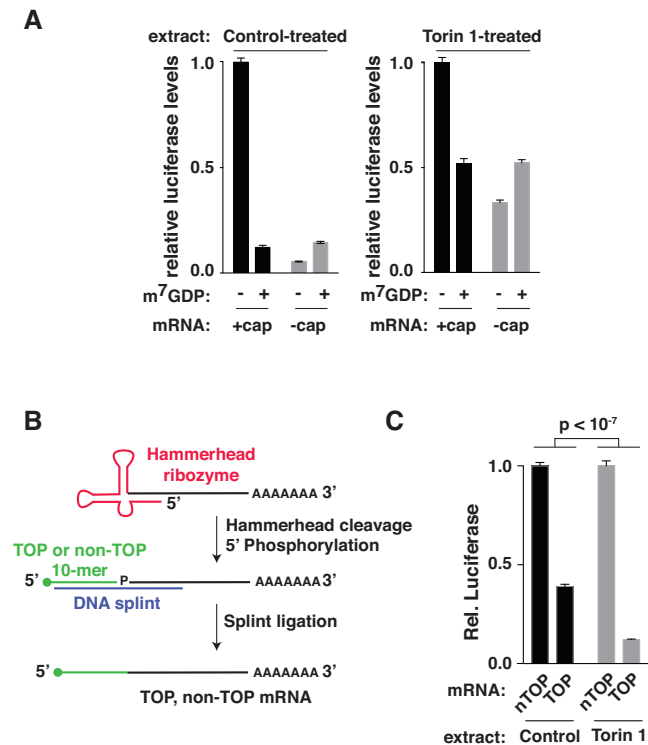 A
extract: Control-treated Torin 1-treated
relative luciferase levels
1.0
0.5
0.0
relative luciferase levels
1.0
0.5
0.0
m⁷GDP: - + - + - + - +
mRNA: +cap -cap +cap -cap
B
Hammerhead
ribozyme
5’ AAAAAAA 3’
Hammerhead cleavage
5’ Phosphorylation
TOP or non-TOP
10-mer
5’ P AAAAAAA 3’
DNA splint
Splint ligation
5’ AAAAAAA 3’
TOP, non-TOP mRNA
C
p < 10⁻⁷
Rel. Luciferase
1.0
0.5
0.0
mRNA: nTOP TOP nTOP TOP
extract: Control Torin 1